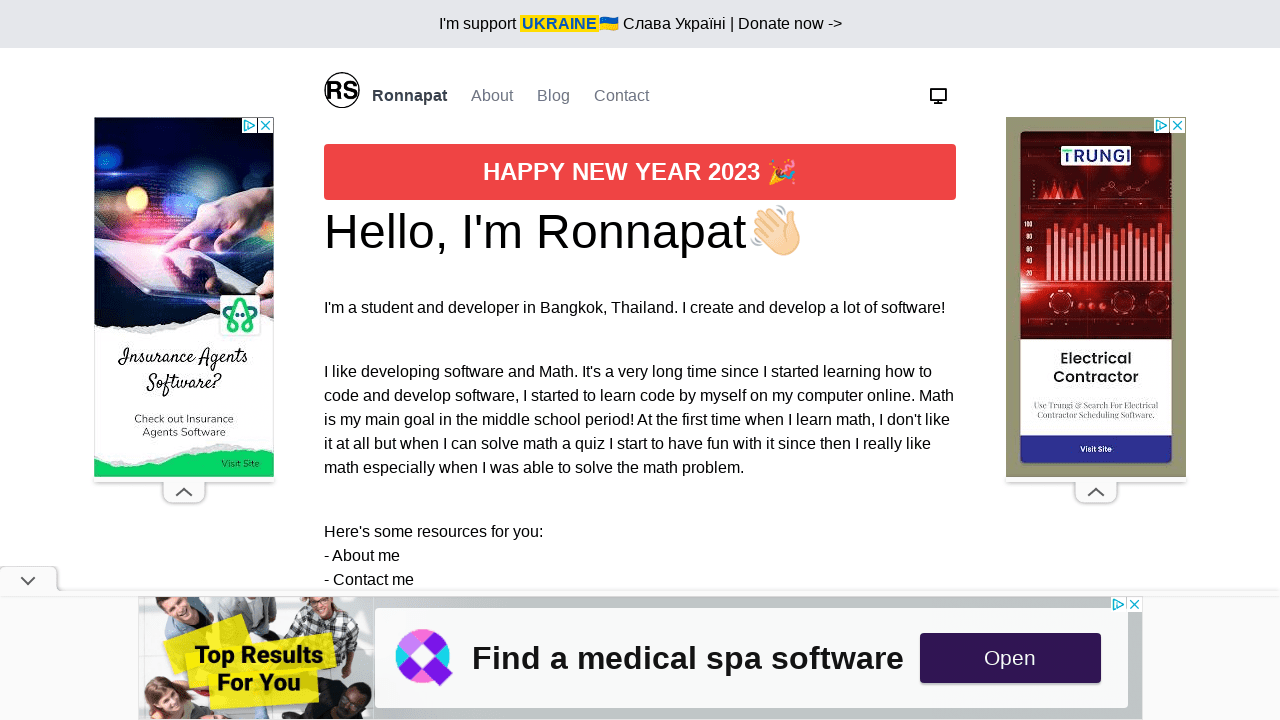 I'm support UKRAINE🇺🇦 Слава Україні | Donate now ->
RS Ronnapat About Blog Contact
HAPPY NEW YEAR 2023 🎉
Hello, I'm Ronnapat👋🏻
I'm a student and developer in Bangkok, Thailand. I create and develop a lot of software!
I like developing software and Math. It's a very long time since I started learning how to
code and develop software, I started to learn code by myself on my computer online. Math
is my main goal in the middle school period! At the first time when I learn math, I don't like
it at all but when I can solve math a quiz I start to have fun with it since then I really like
math especially when I was able to solve the math problem.
Here's some resources for you:
- About me
- Contact me
Insurance Agents
Software?
Check out Insurance
Agents Software
Visit Site
TRUNGI
100
80
60
40
20
Electrical
Contractor
Use Trungi & Search For Electrical
Contractor Scheduling Software.
Visit Site
Top Results
For You
Find a medical spa software
Open